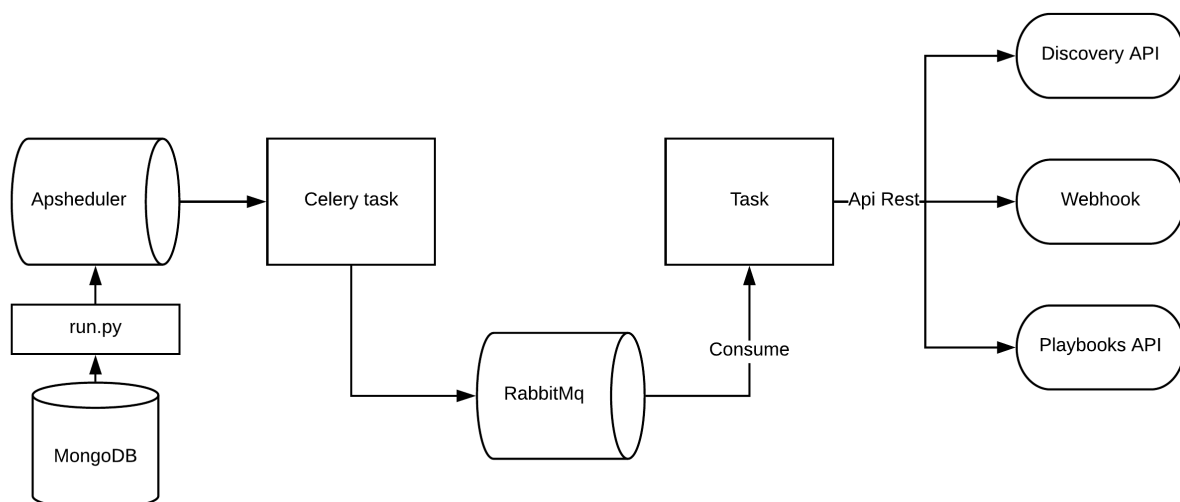 Discovery API
Apsheduler
Celery task
Task
Api Rest
Webhook
run.py
Consume
Playbooks API
RabbitMq
MongoDB